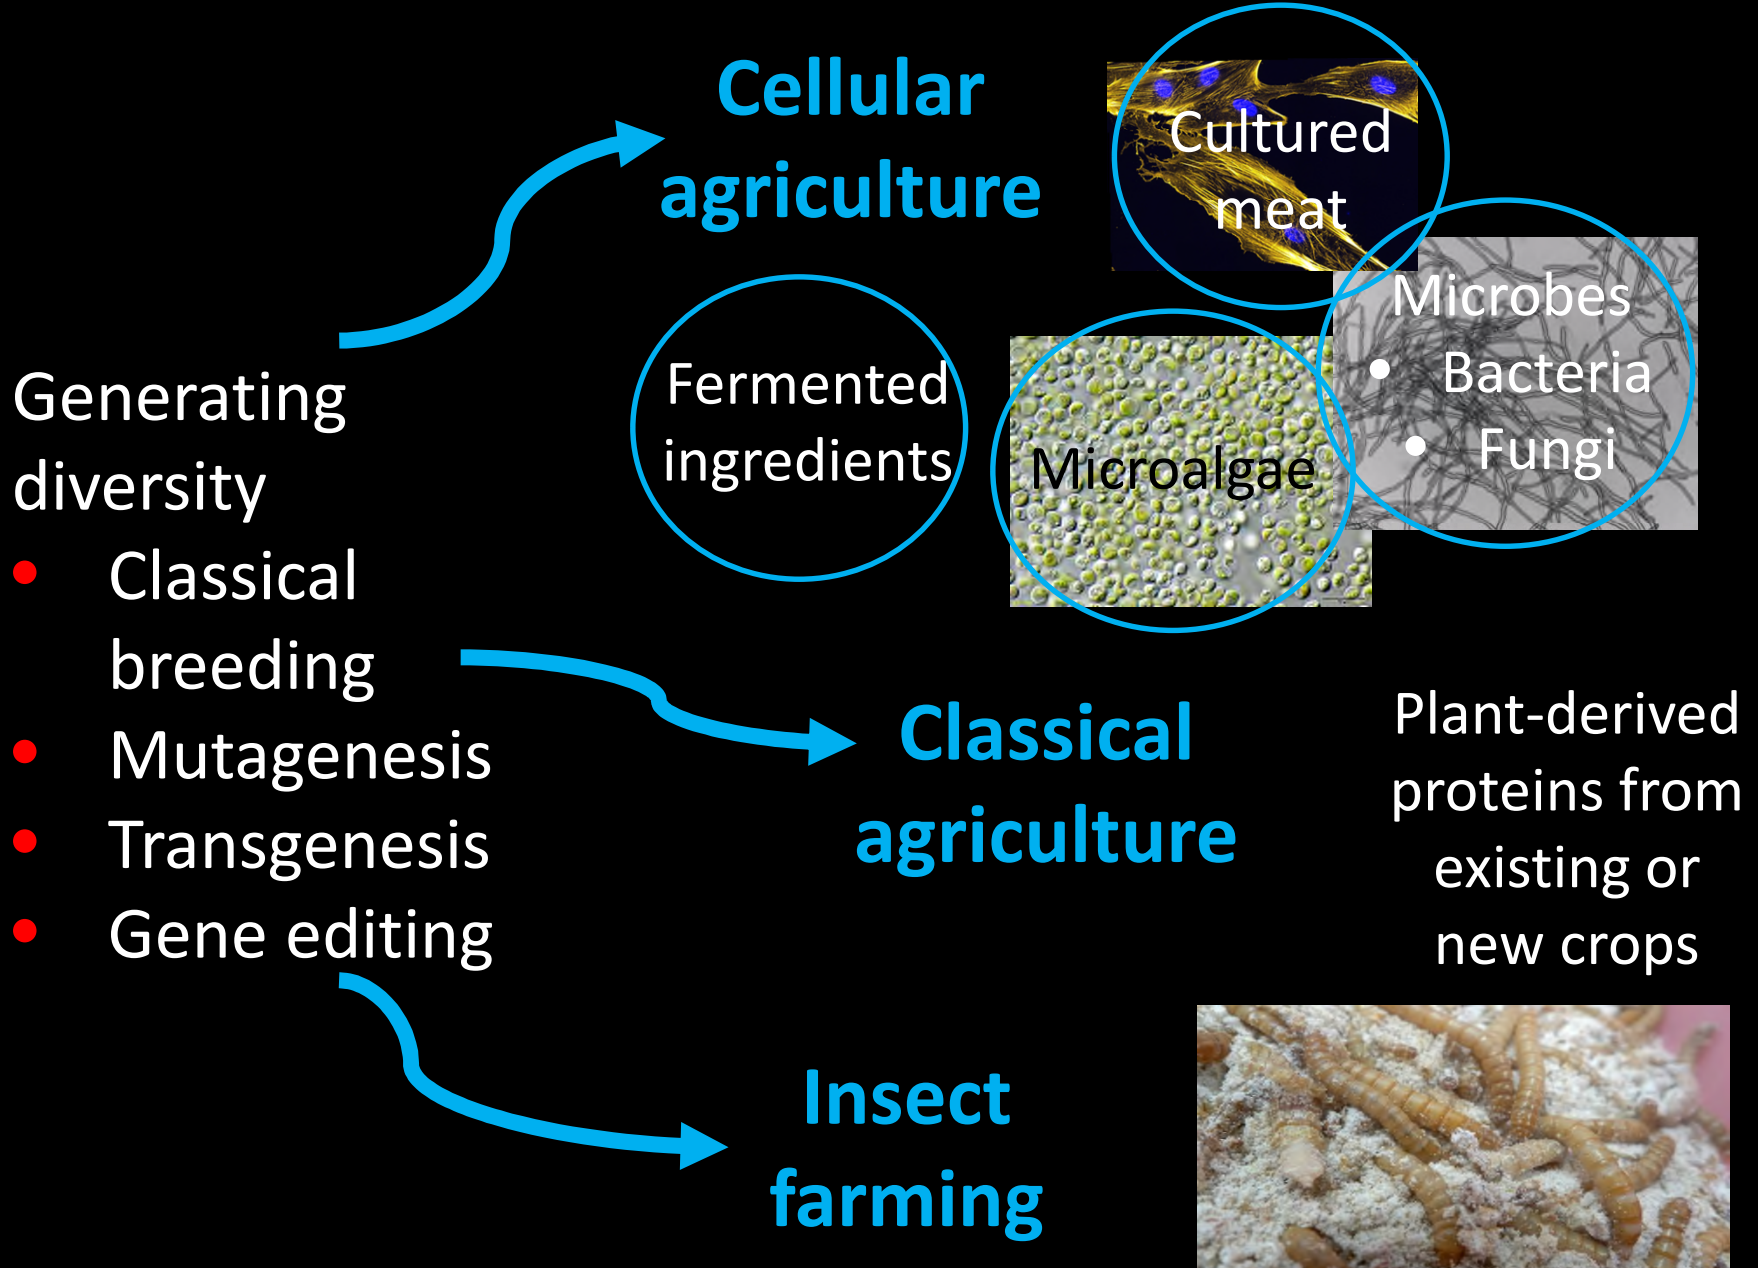 Cellular
agriculture
Cultured
meat
Microbes
• Bacteria
• Fungi
Fermented
ingredients
Microalgae
Generating
diversity
• Classical
breeding
• Mutagenesis
• Transgenesis
• Gene editing
Classical
agriculture
Plant-derived
proteins from
existing or
new crops
Insect
farming